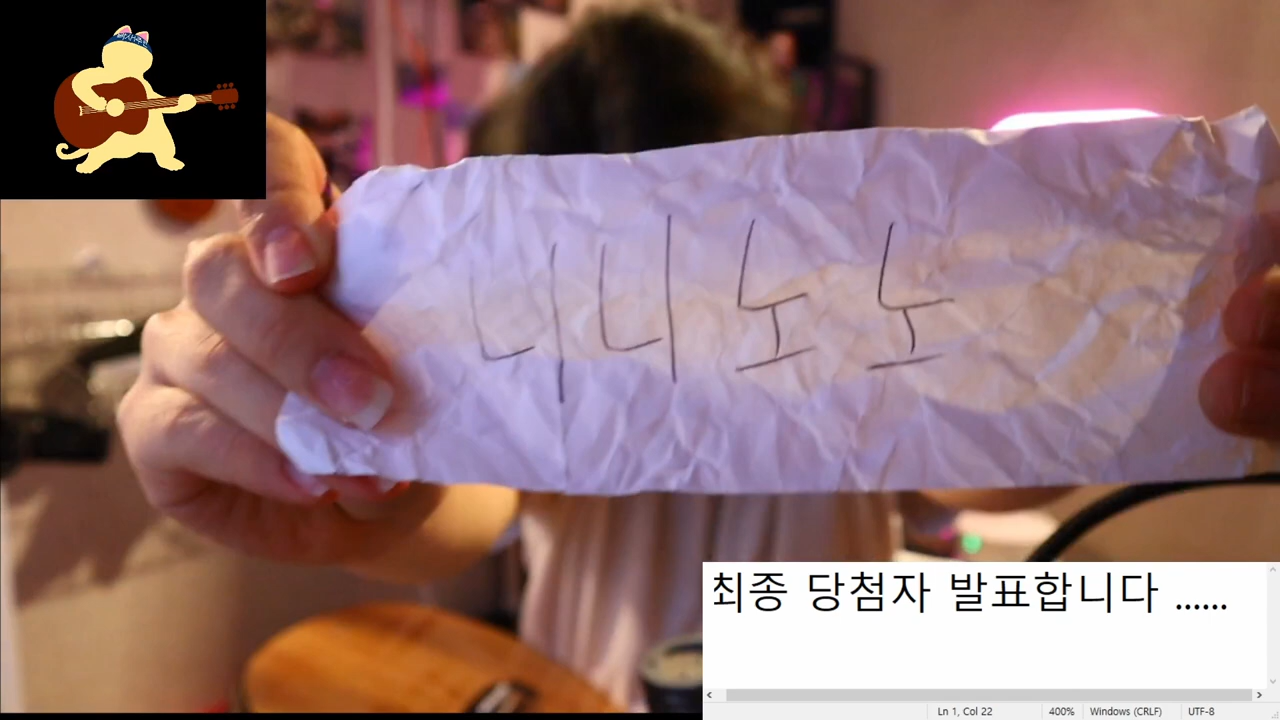 니니노노
최종 당첨자 발표합니다 ......
Ln 1, Col 22
400%
Windows (CRLF)
UTF-8